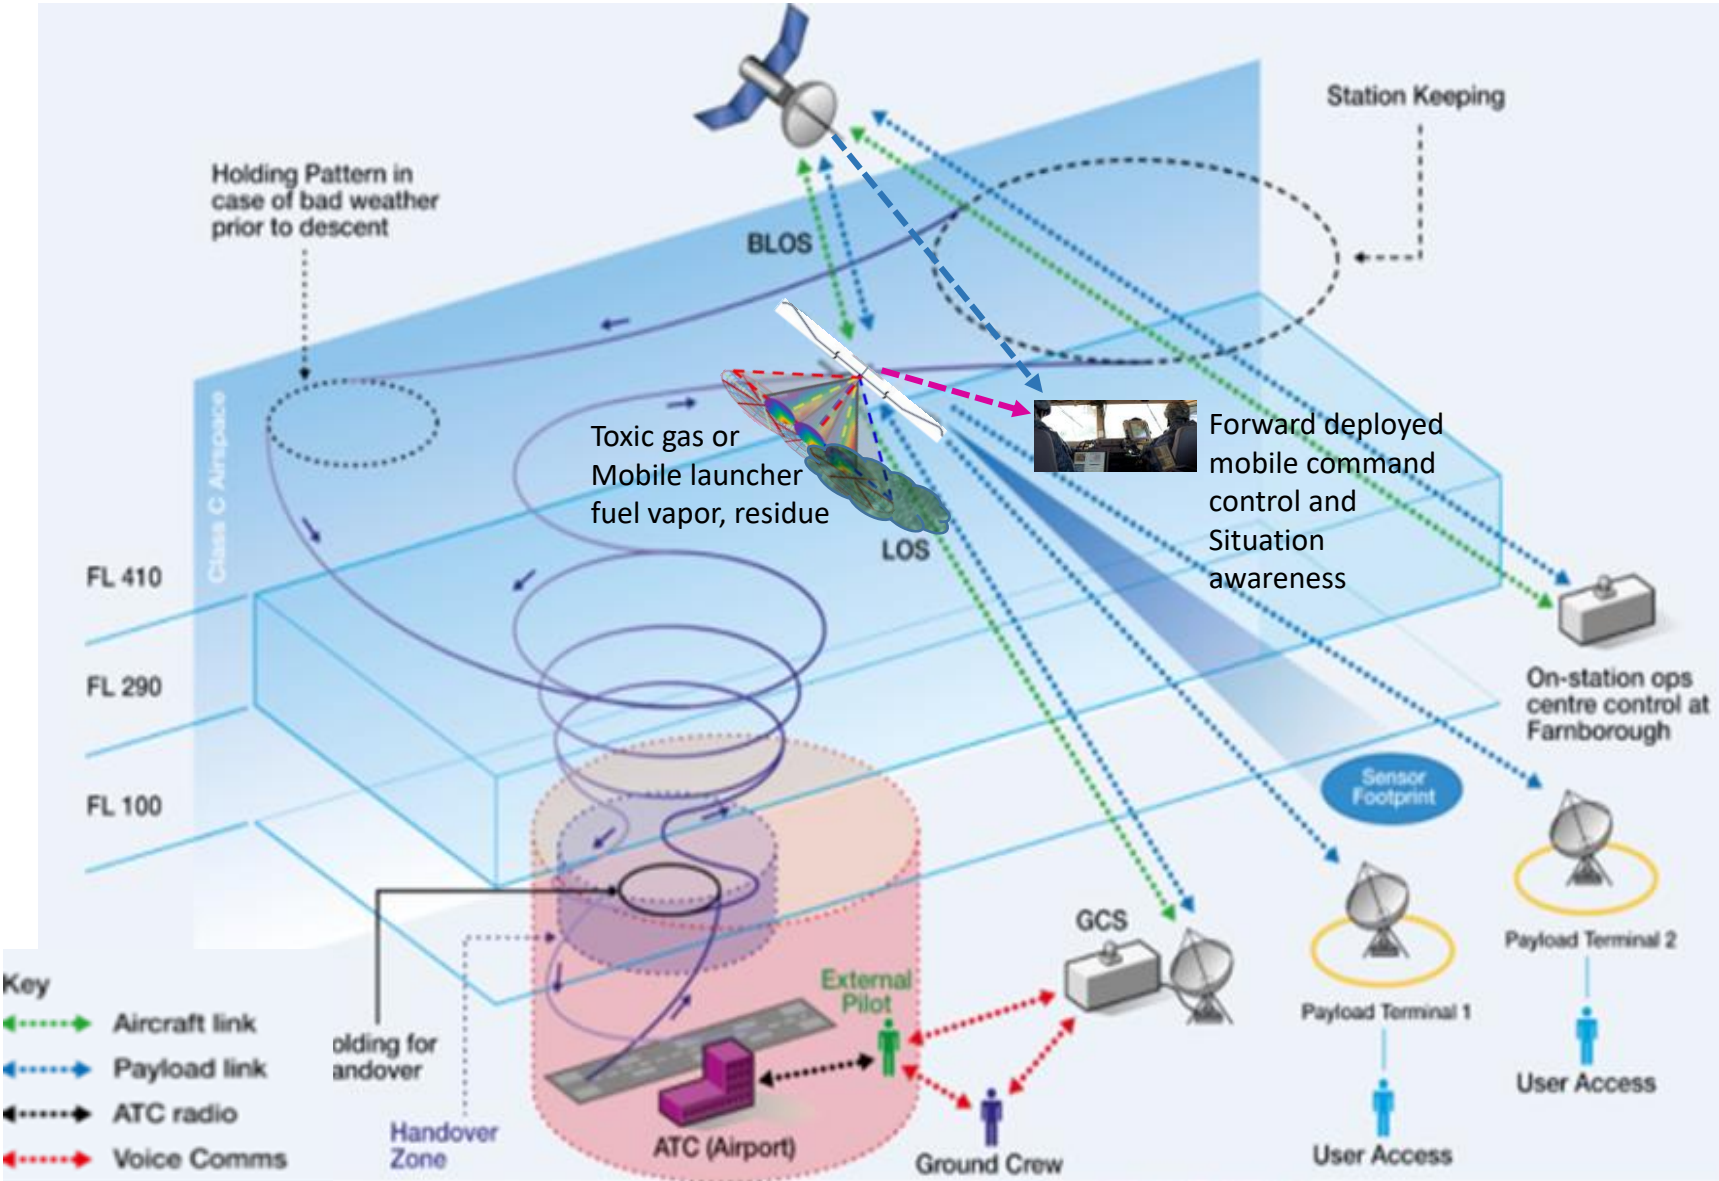 Station Keeping
Holding Pattern in
case of bad weather
prior to descent
BLOS
Class C Airspace
Toxic gas or
Mobile launcher
fuel vapor, residue
LOS
Forward deployed
mobile command
control and
Situation
awareness
FL 410
FL 290
FL 100
On-station ops
centre control at
Farnborough
Sensor
Footprint
GCS
Payload Terminal 2
Payload Terminal 1
User Access
User Access
External
Pilot
Key
Aircraft link
Payload link
ATC radio
Voice Comms
olding for
andover
Handover
Zone
ATC (Airport)
Ground Crew